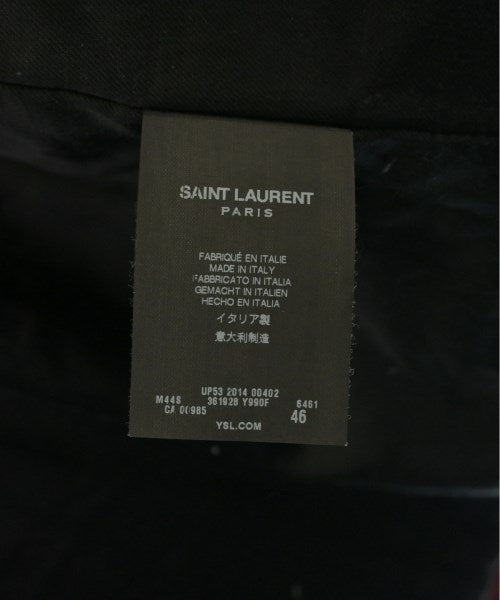 SAINT LAURENT
PARIS
FABRIQUÉ EN ITALIE
MADE IN ITALY
FABBRICATO IN ITALIA
GEMACHT IN ITALIEN
HECHO EN ITALIA
イタリア製
意大利制造
UP53 2014 00402
M448 361928 Y990F 6461
CA 00985 46
YSL.COM